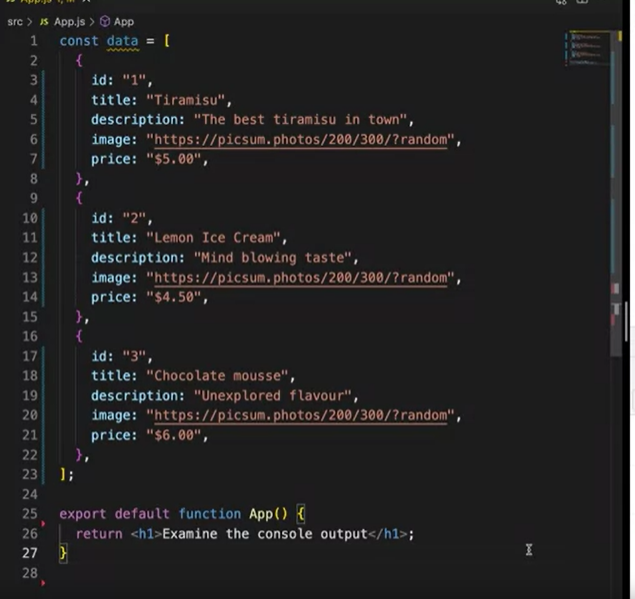 src > JS App.js > App
1 const data = [
2 {
3 id: "1",
4 title: "Tiramisu",
5 description: "The best tiramisu in town",
6 image: "https://picsum.photos/200/300/?random",
7 price: "$5.00",
8 },
9 {
10 id: "2",
11 title: "Lemon Ice Cream",
12 description: "Mind blowing taste",
13 image: "https://picsum.photos/200/300/?random",
14 price: "$4.50",
15 },
16 {
17 id: "3",
18 title: "Chocolate mousse",
19 description: "Unexplored flavour",
20 image: "https://picsum.photos/200/300/?random",
21 price: "$6.00",
22 },
23 ];
24
25 export default function App() {
26 return <h1>Examine the console output</h1>;
27 }
28